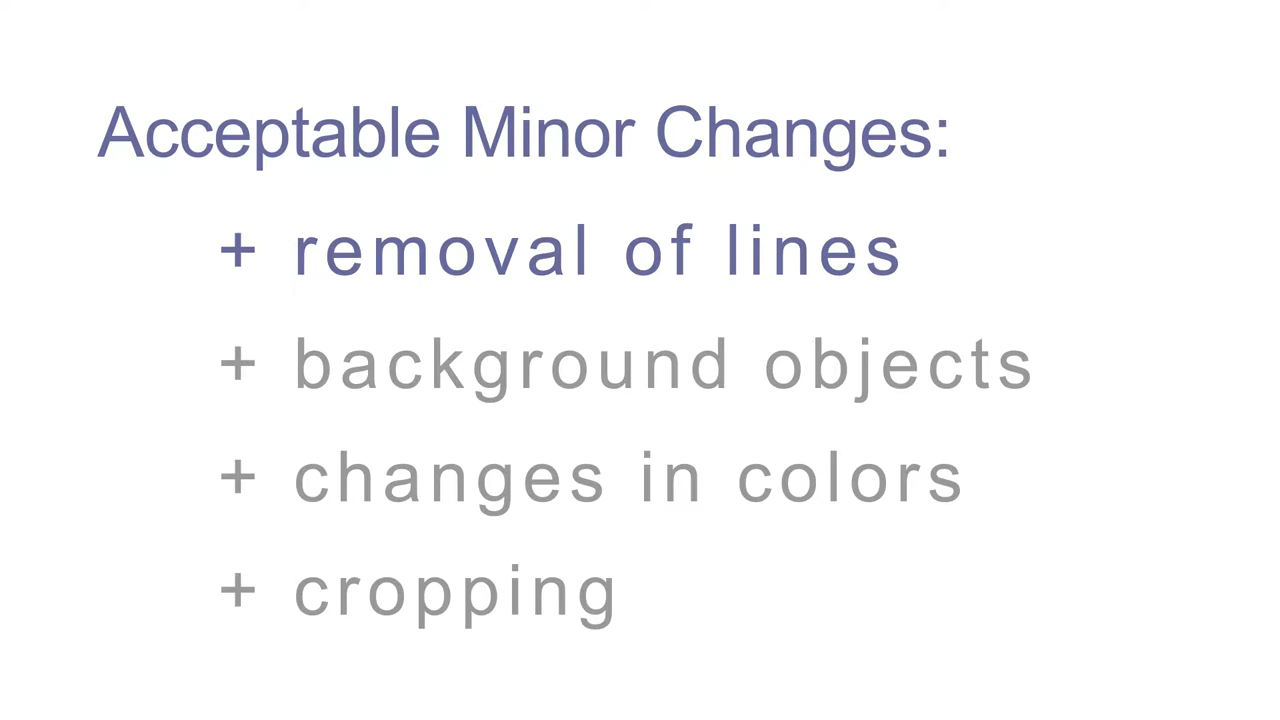 Acceptable Minor Changes:
+ removal of lines
+ background objects
+ changes in colors
+ cropping